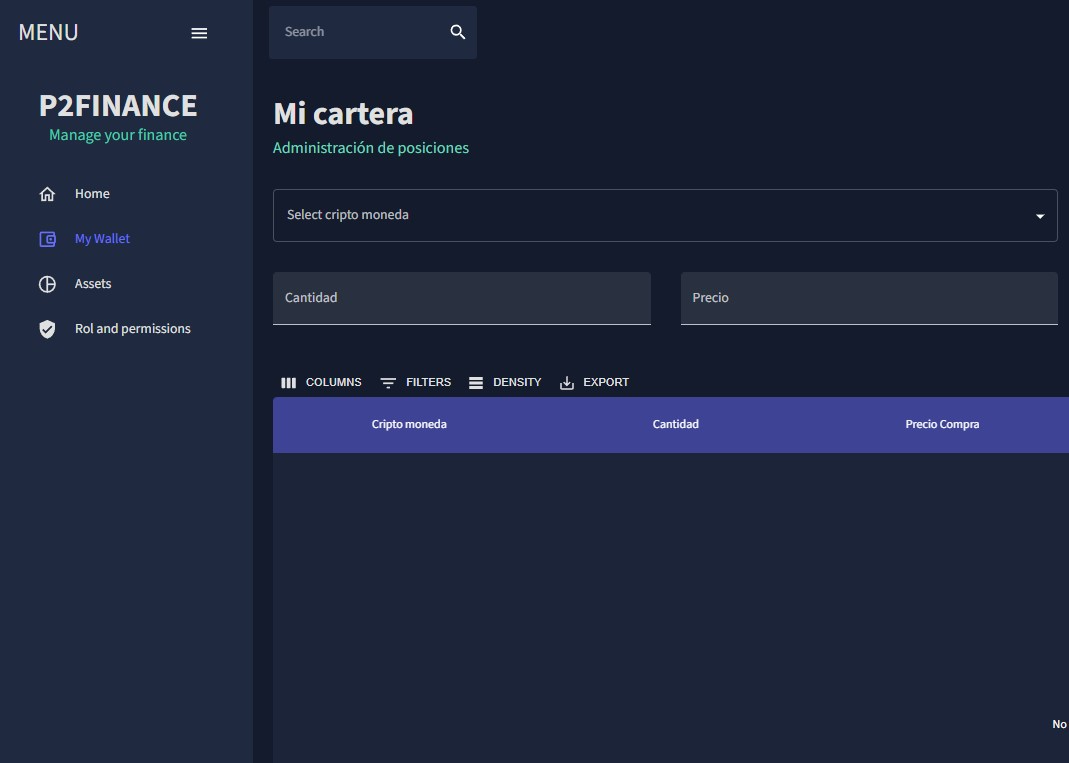 MENU
Search
P2FINANCE
Manage your finance
Home
My Wallet
Assets
Rol and permissions
Mi cartera
Administración de posiciones
Select cripto moneda
Cantidad
Precio
COLUMNS FILTERS DENSITY EXPORT
Cripto moneda Cantidad Precio Compra
No